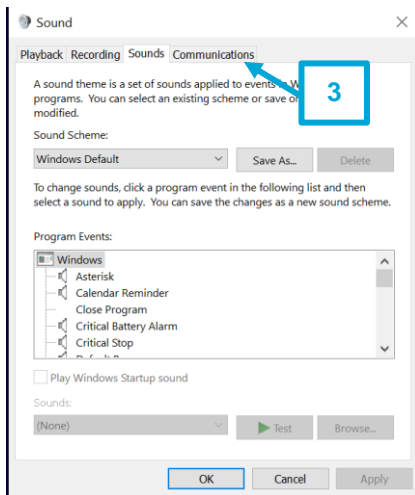 Sound
Playback Recording Sounds Communications
A sound theme is a set of sounds applied to events in W
programs. You can select an existing scheme or save
modified.
3
Sound Scheme:
Windows Default
Save As...
Delete
To change sounds, click a program event in the following list and then
select a sound to apply. You can save the changes as a new sound scheme.
Program Events:
Windows
Asterisk
Calendar Reminder
Close Program
Critical Battery Alarm
Critical Stop
Play Windows Startup sound
Sounds:
(None)
Test
Browse...
OK
Cancel
Apply